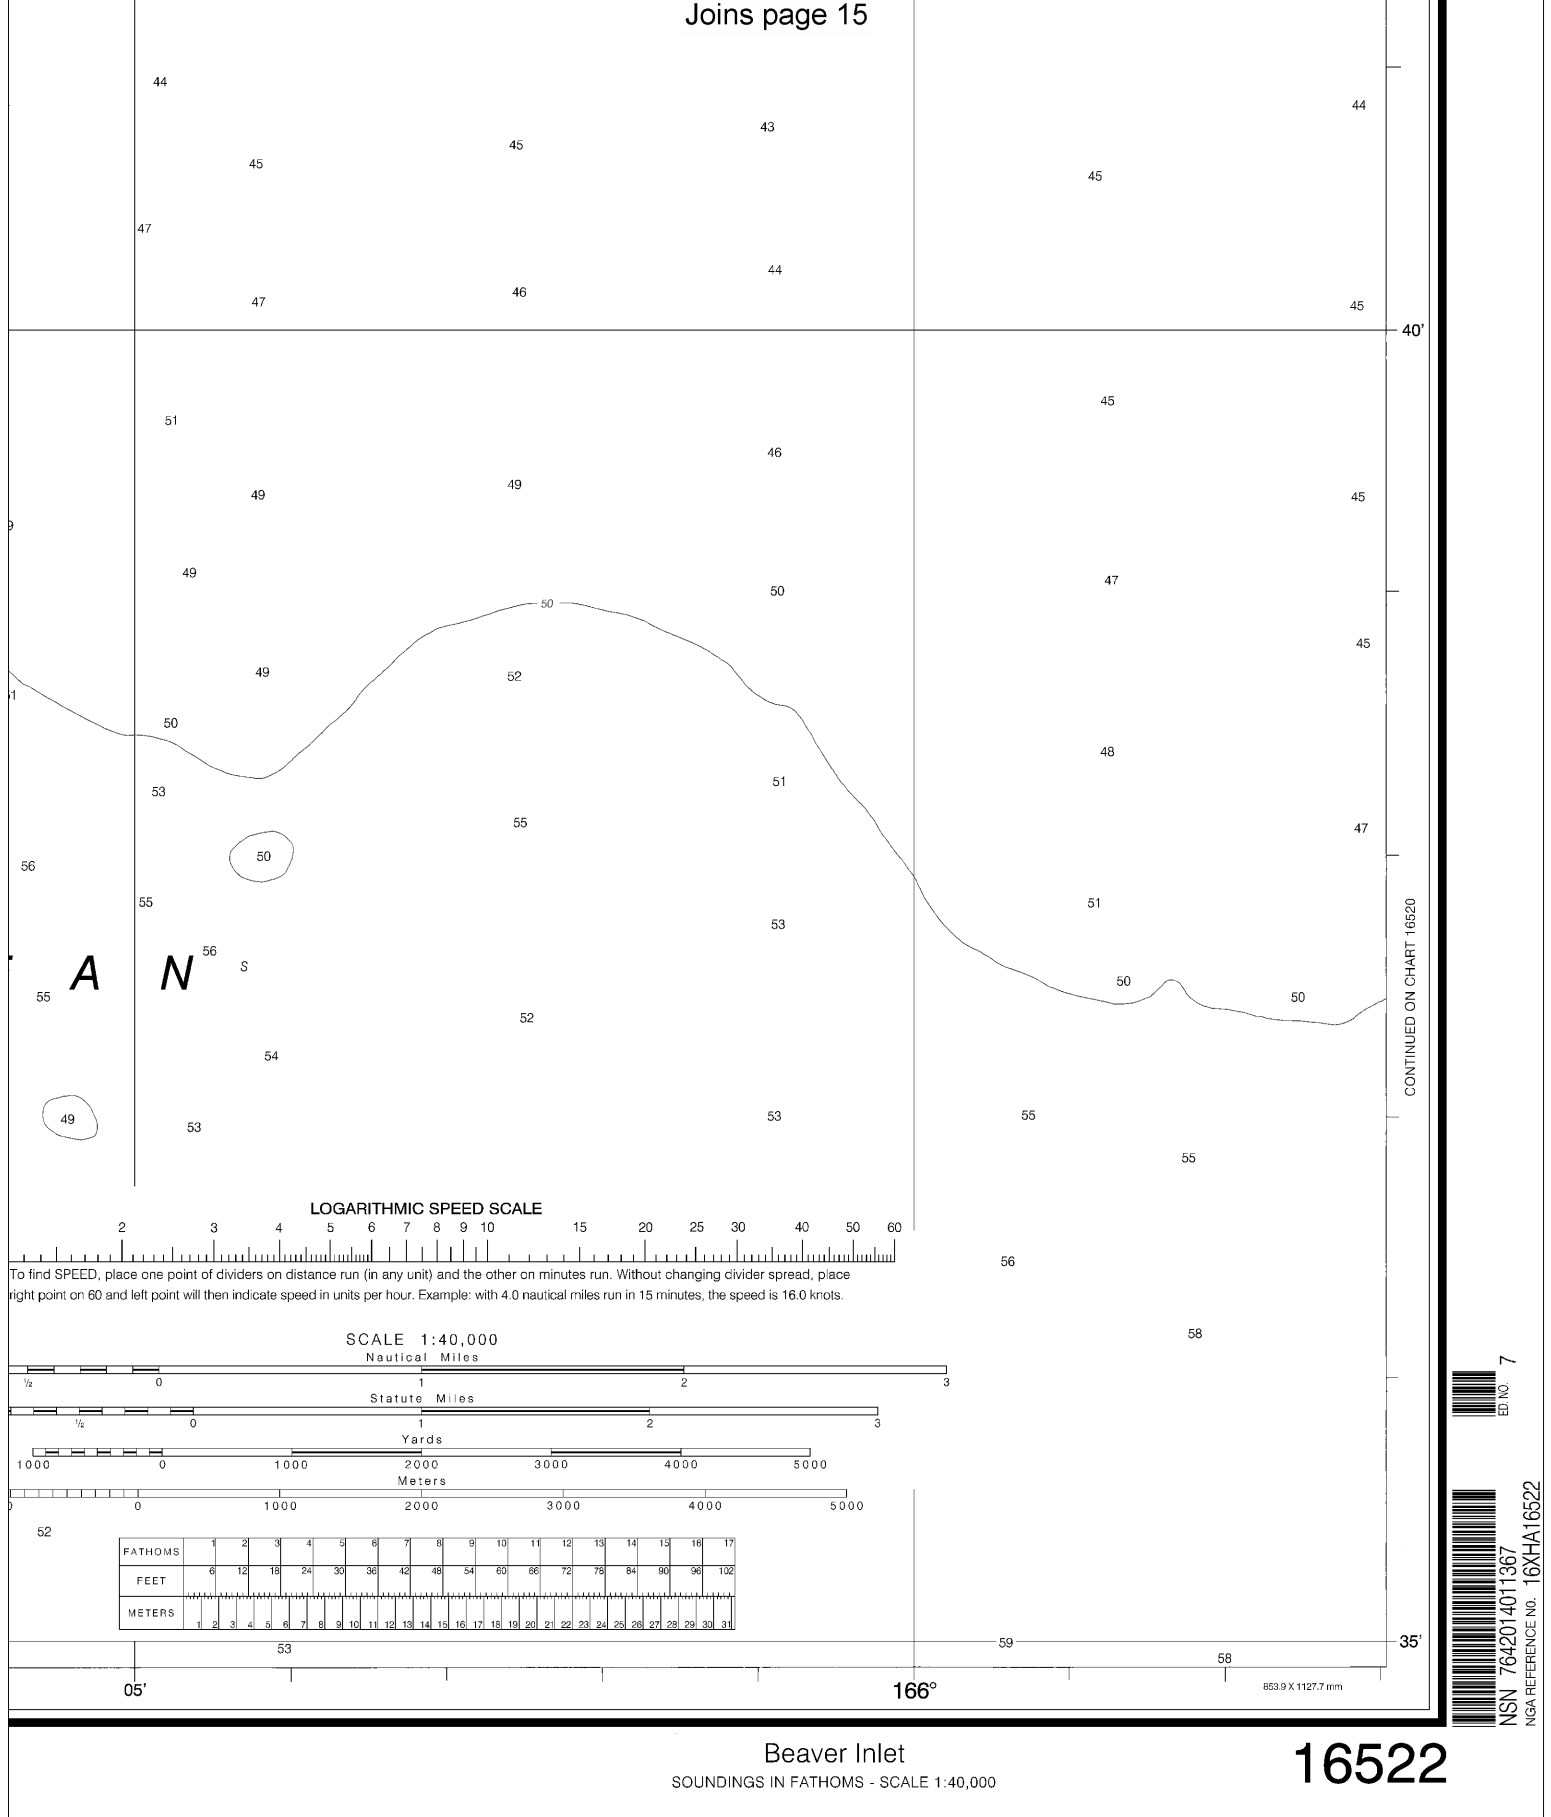 Joins page 15
44
44
43
45
45
45
47
44
46
47
45
40'
51
45
46
49
49
45
49
47
50
50
45
49
52
50
48
51
53
55
47
50
56
55
51
53
56
A N
S
50
55
50
52
54
49
53
53
55
55
CONTINUED ON CHART 16520
LOGARITHMIC SPEED SCALE
2 3 4 5 6 7 8 9 10 15 20 25 30 40 50 60
To find SPEED, place one point of dividers on distance run (in any unit) and the other on minutes run. Without changing divider spread, place
right point on 60 and left point will then indicate speed in units per hour. Example: with 4.0 nautical miles run in 15 minutes, the speed is 16.0 knots.
56
58
SCALE 1:40,000
Nautical Miles
½ 0 1 2 3
Statute Miles
½ 0 1 2 3
Yards
1000 0 1000 2000 3000 4000 5000
Meters
0 1000 2000 3000 4000 5000
52
FATHOMS 1 2 3 4 5 6 7 8 9 10 11 12 13 14 15 16 17
FEET 6 12 18 24 30 36 42 48 54 60 66 72 78 84 90 96 102
METERS 1 2 3 4 5 6 7 8 9 10 11 12 13 14 15 16 17 18 19 20 21 22 23 24 25 26 27 28 29 30 31
53
59
35'
58
05'
166°
853.9 X 1127.7 mm
ED. NO. 7
NSN 7642014011367
NGA REFERENCE NO. 16XHA16522
Beaver Inlet
SOUNDINGS IN FATHOMS - SCALE 1:40,000
16522